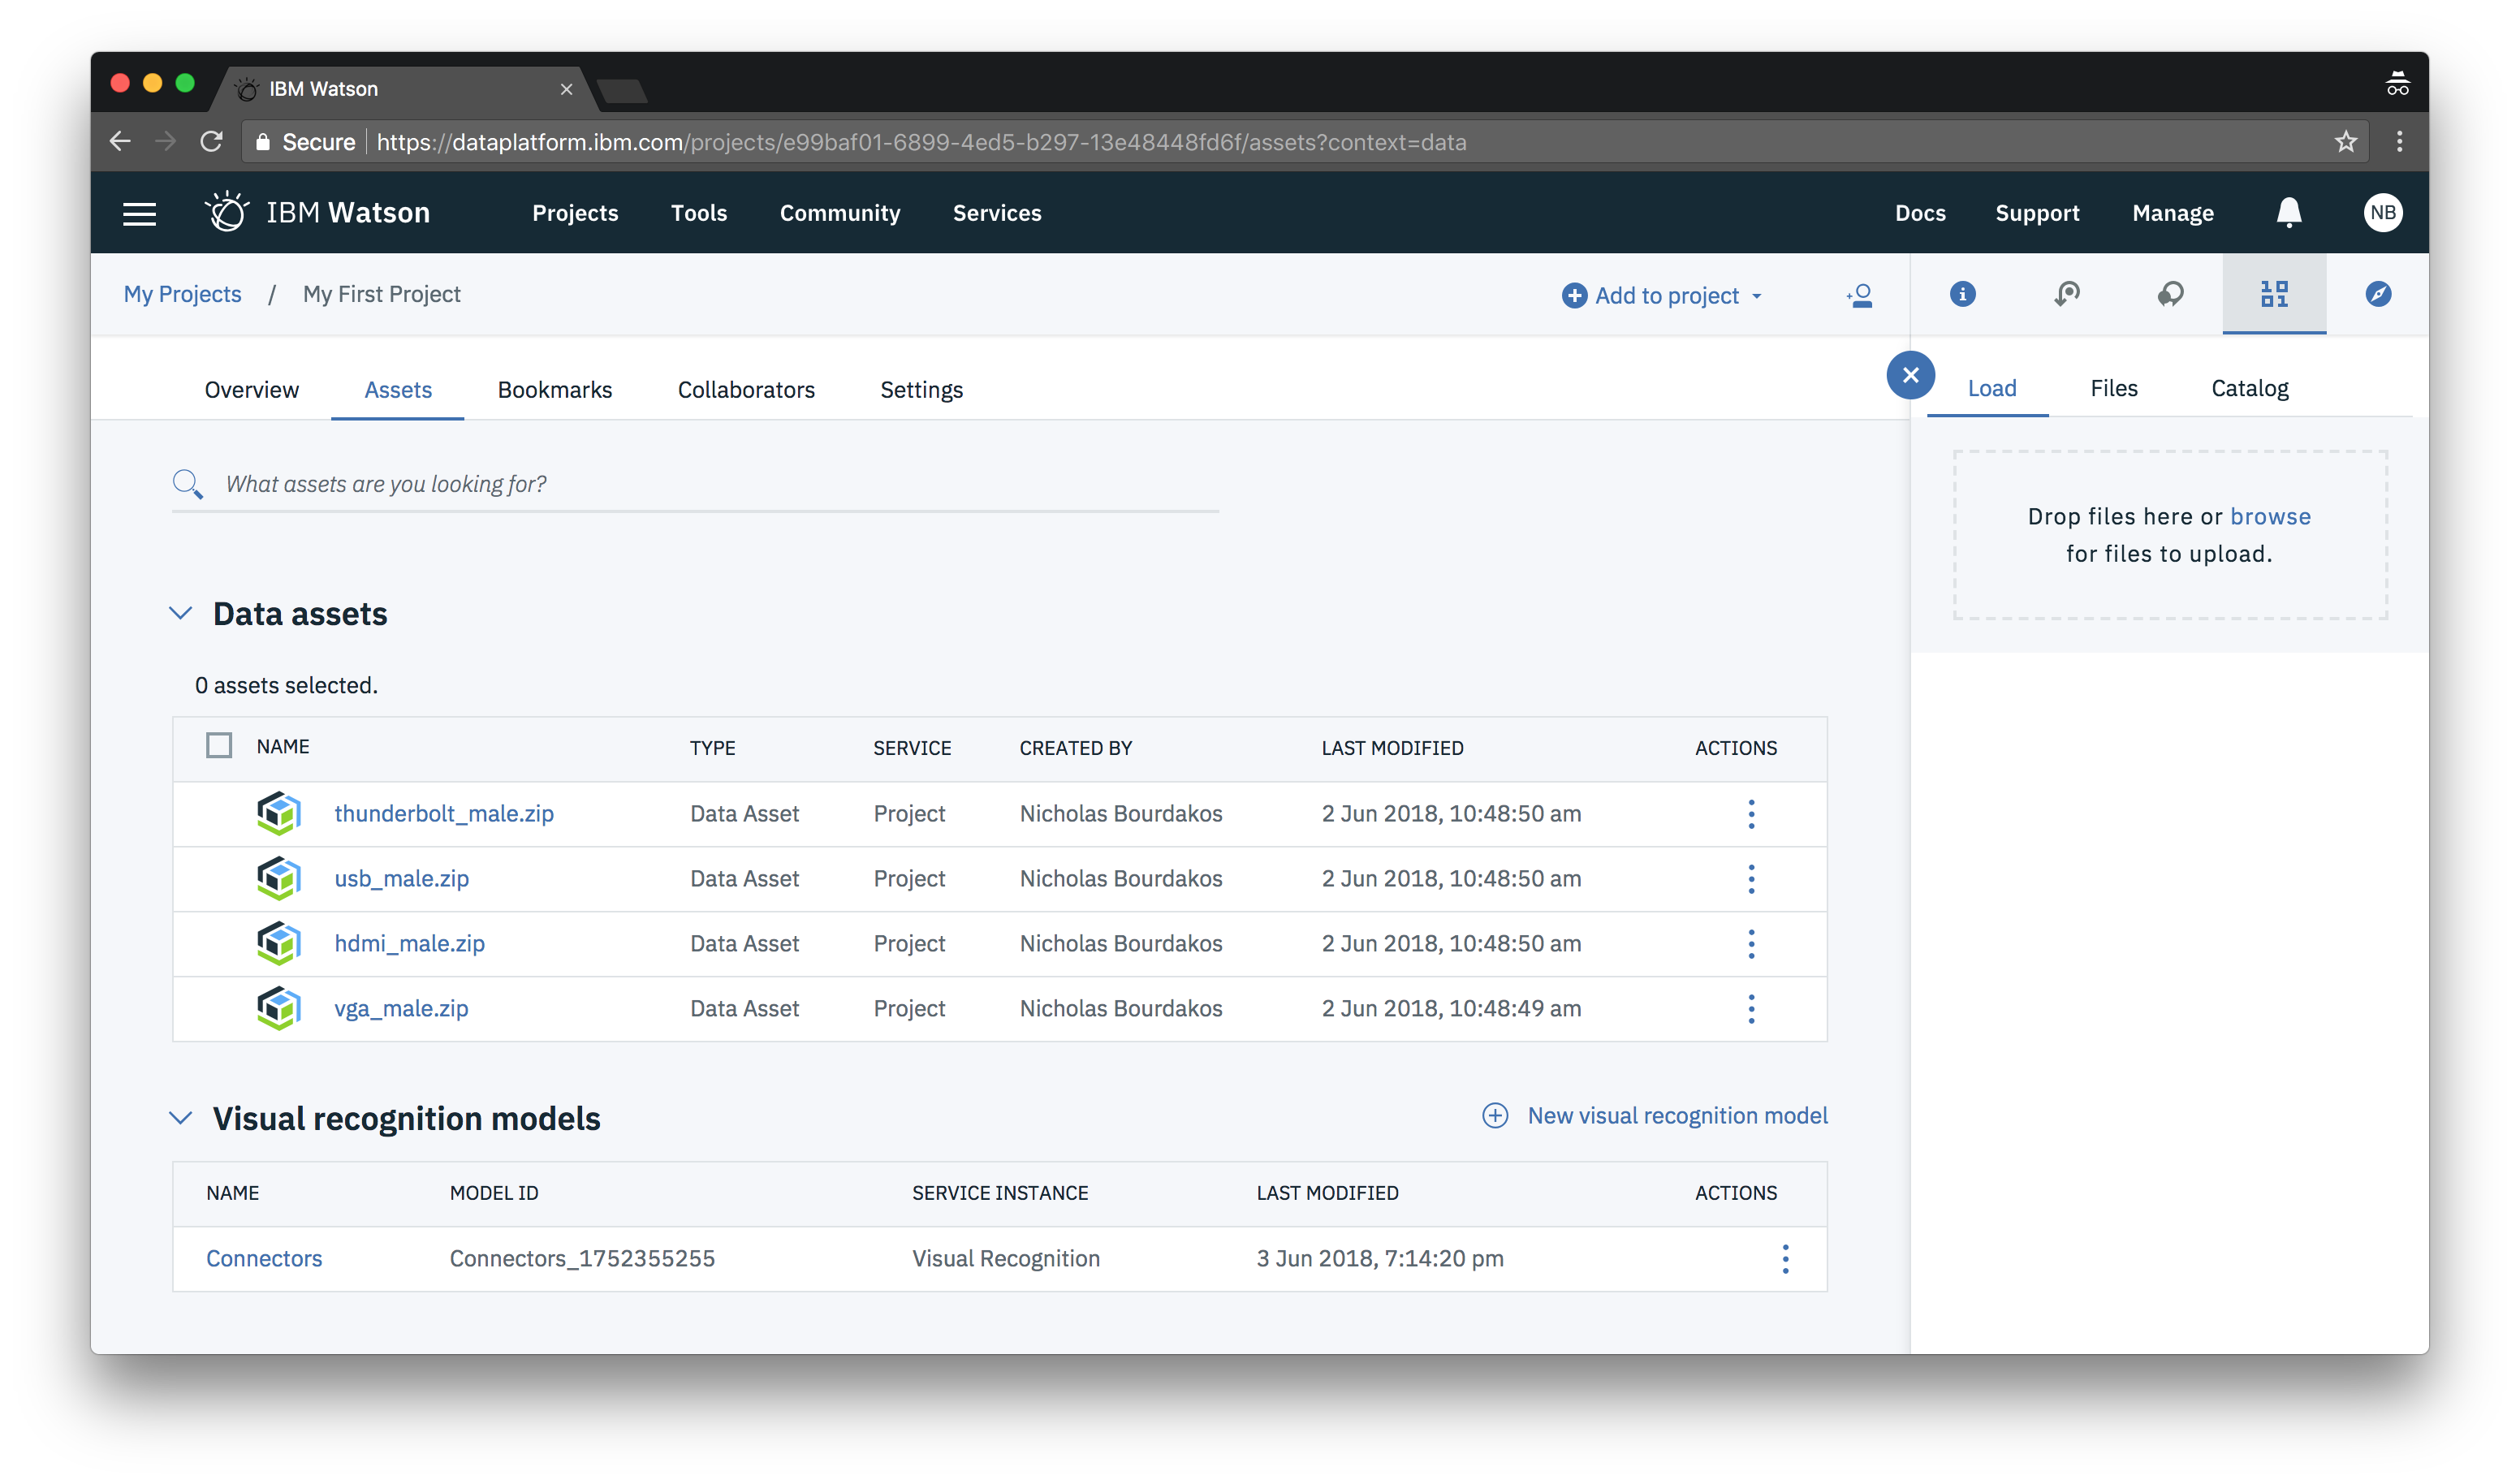 IBM Watson
Secure https://dataplatform.ibm.com/projects/e99baf01-6899-4ed5-b297-13e48448fd6f/assets?context=data
IBM Watson Projects Tools Community Services Docs Support Manage NB
My Projects / My First Project Add to project
Overview Assets Bookmarks Collaborators Settings
Load Files Catalog
What assets are you looking for?
Drop files here or browse
for files to upload.
Data assets
0 assets selected.
NAME TYPE SERVICE CREATED BY LAST MODIFIED ACTIONS
thunderbolt_male.zip Data Asset Project Nicholas Bourdakos 2 Jun 2018, 10:48:50 am
usb_male.zip Data Asset Project Nicholas Bourdakos 2 Jun 2018, 10:48:50 am
hdmi_male.zip Data Asset Project Nicholas Bourdakos 2 Jun 2018, 10:48:50 am
vga_male.zip Data Asset Project Nicholas Bourdakos 2 Jun 2018, 10:48:49 am
Visual recognition models New visual recognition model
NAME MODEL ID SERVICE INSTANCE LAST MODIFIED ACTIONS
Connectors Connectors_1752355255 Visual Recognition 3 Jun 2018, 7:14:20 pm